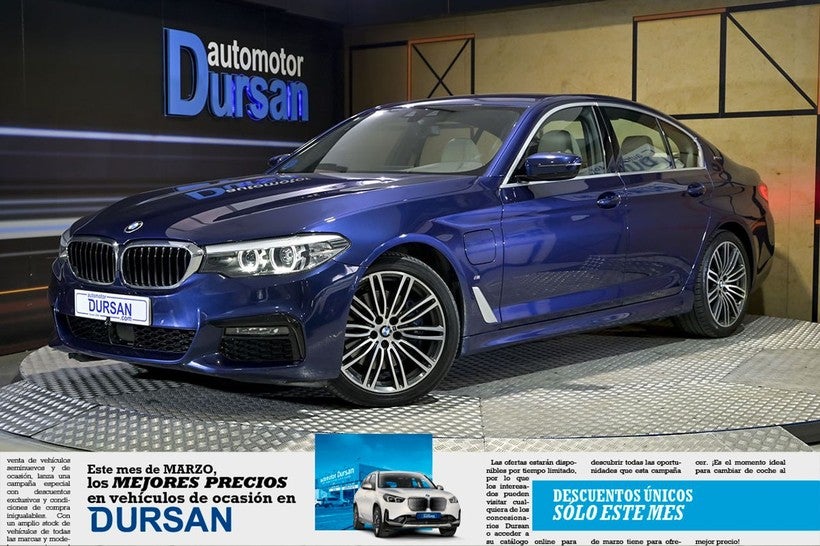 automotor
Dursan
Dursan
automotor
automotor
DURSAN
.com
venta de vehículos
seminuevos y de
ocasión, lanza una
campaña especial
con descuentos
exclusivos y condi-
ciones de compra
inigualables. Con
un amplio stock de
vehículos de todas
las marcas y mode-
Este mes de MARZO,
los MEJORES PRECIOS
en vehículos de ocasión en
DURSAN
automotor Dursan
Las ofertas estarán dispo-
nibles por tiempo limitado,
por lo que
los interesa-
dos pueden
visitar cual-
quiera de los
concesiona-
rios Dursan
o acceder a
su catálogo online para
descubrir todas las oportu-
nidades que esta campaña
de marzo tiene para ofre-
cer. ¡Es el momento ideal
para cambiar de coche al
mejor precio!
DESCUENTOS ÚNICOS
SÓLO ESTE MES